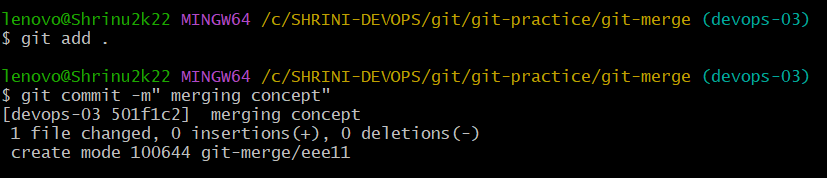 lenovo@Shrinu2k22 MINGW64 /c/SHRINI-DEVOPS/git/git-practice/git-merge (devops-03)
$ git add .
lenovo@Shrinu2k22 MINGW64 /c/SHRINI-DEVOPS/git/git-practice/git-merge (devops-03)
$ git commit -m" merging concept"
[devops-03 501f1c2]  merging concept
 1 file changed, 0 insertions(+), 0 deletions(-)
 create mode 100644 git-merge/eee11